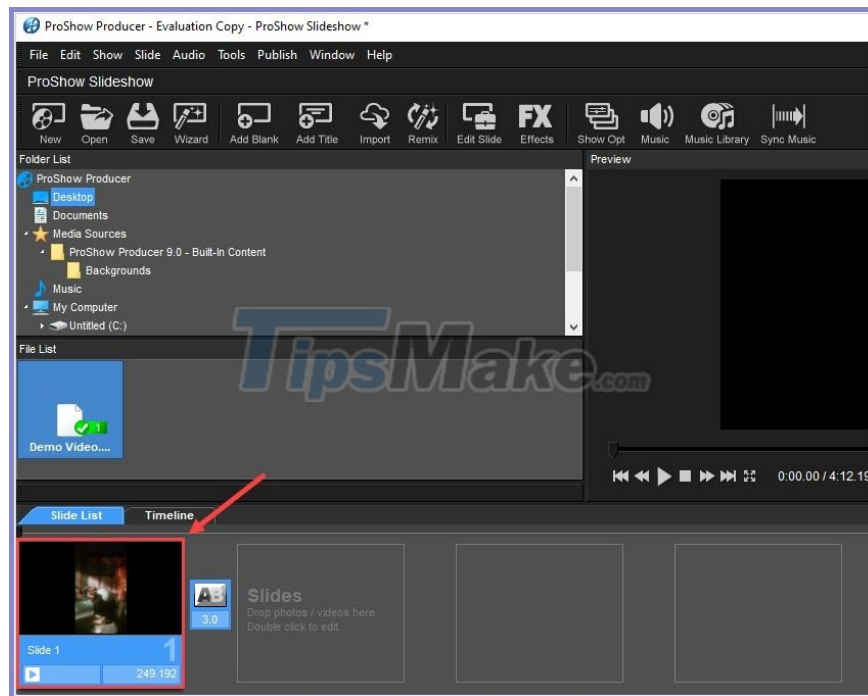 ProShow Producer - Evaluation Copy - ProShow Slideshow *
File Edit Show Slide Audio Tools Publish Window Help
ProShow Slideshow
New Open Save Wizard Add Blank Add Title Import Remix Edit Slide Effects Show Opt Music Music Library Sync Music
FX
Folder List
Preview
ProShow Producer
Desktop
Documents
Media Sources
ProShow Producer 9.0 - Built-In Content
Backgrounds
Music
My Computer
Untitled (C:)
TipsMake.com
File List
1
Demo Video....
0:00.00 / 4:12.19
Slide List Timeline
AB
3.0
Slides
Drop photos / videos here.
Double click to edit.
Slide 1
1
249.192